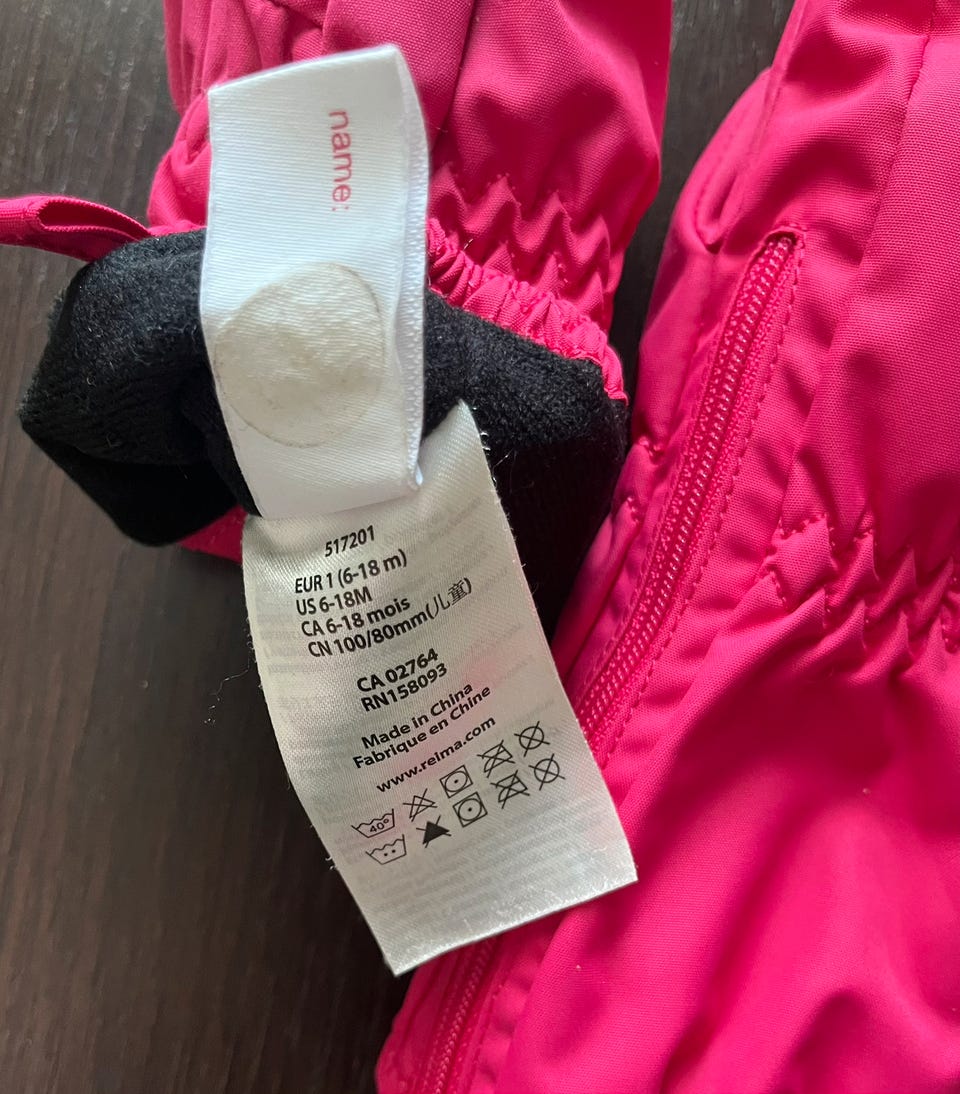 name:
517201
EUR 1 (6-18 m)
US 6-18M
CA 6-18 mois
CN 100/80mm(儿童)
CA 02764
RN158093
Made in China
Fabrique en Chine
www.reima.com
40°